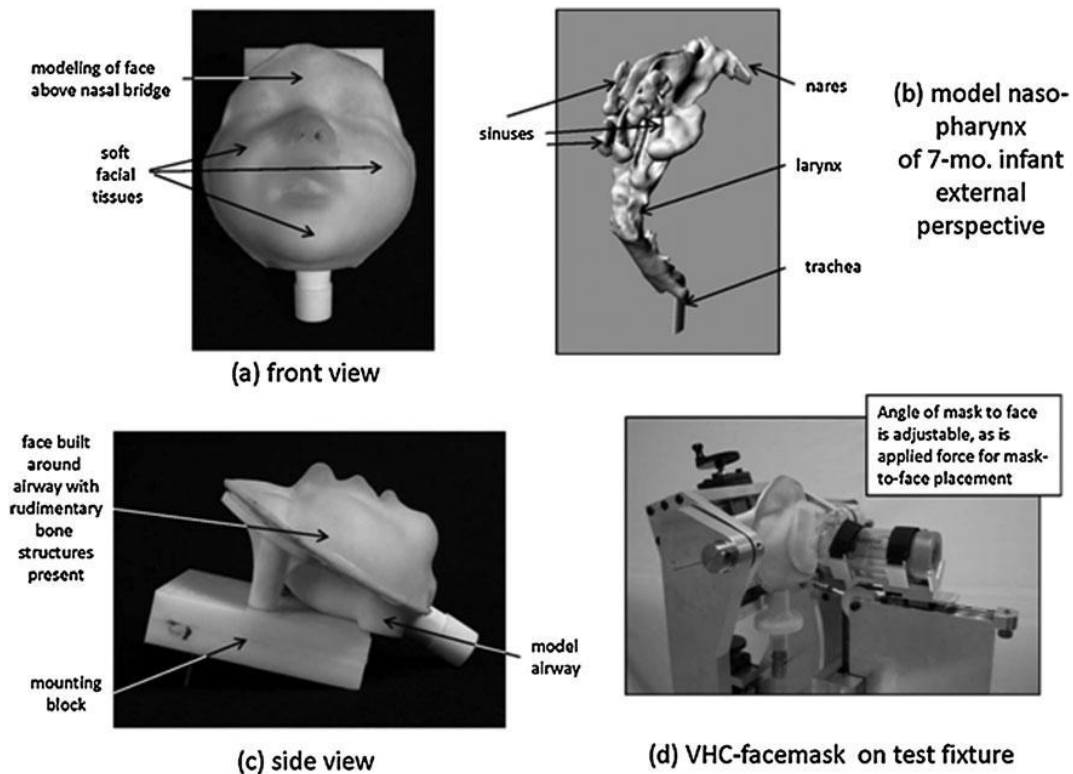 modeling of face
above nasal bridge
soft
facial
tissues
(a) front view
sinuses
nares
larynx
trachea
(b) model naso-
pharynx
of 7-mo. infant
external
perspective
face built
around
airway with
rudimentary
bone
structures
present
mounting
block
model
airway
(c) side view
Angle of mask to face
is adjustable, as is
applied force for mask-
to-face placement
(d) VHC-facemask on test fixture